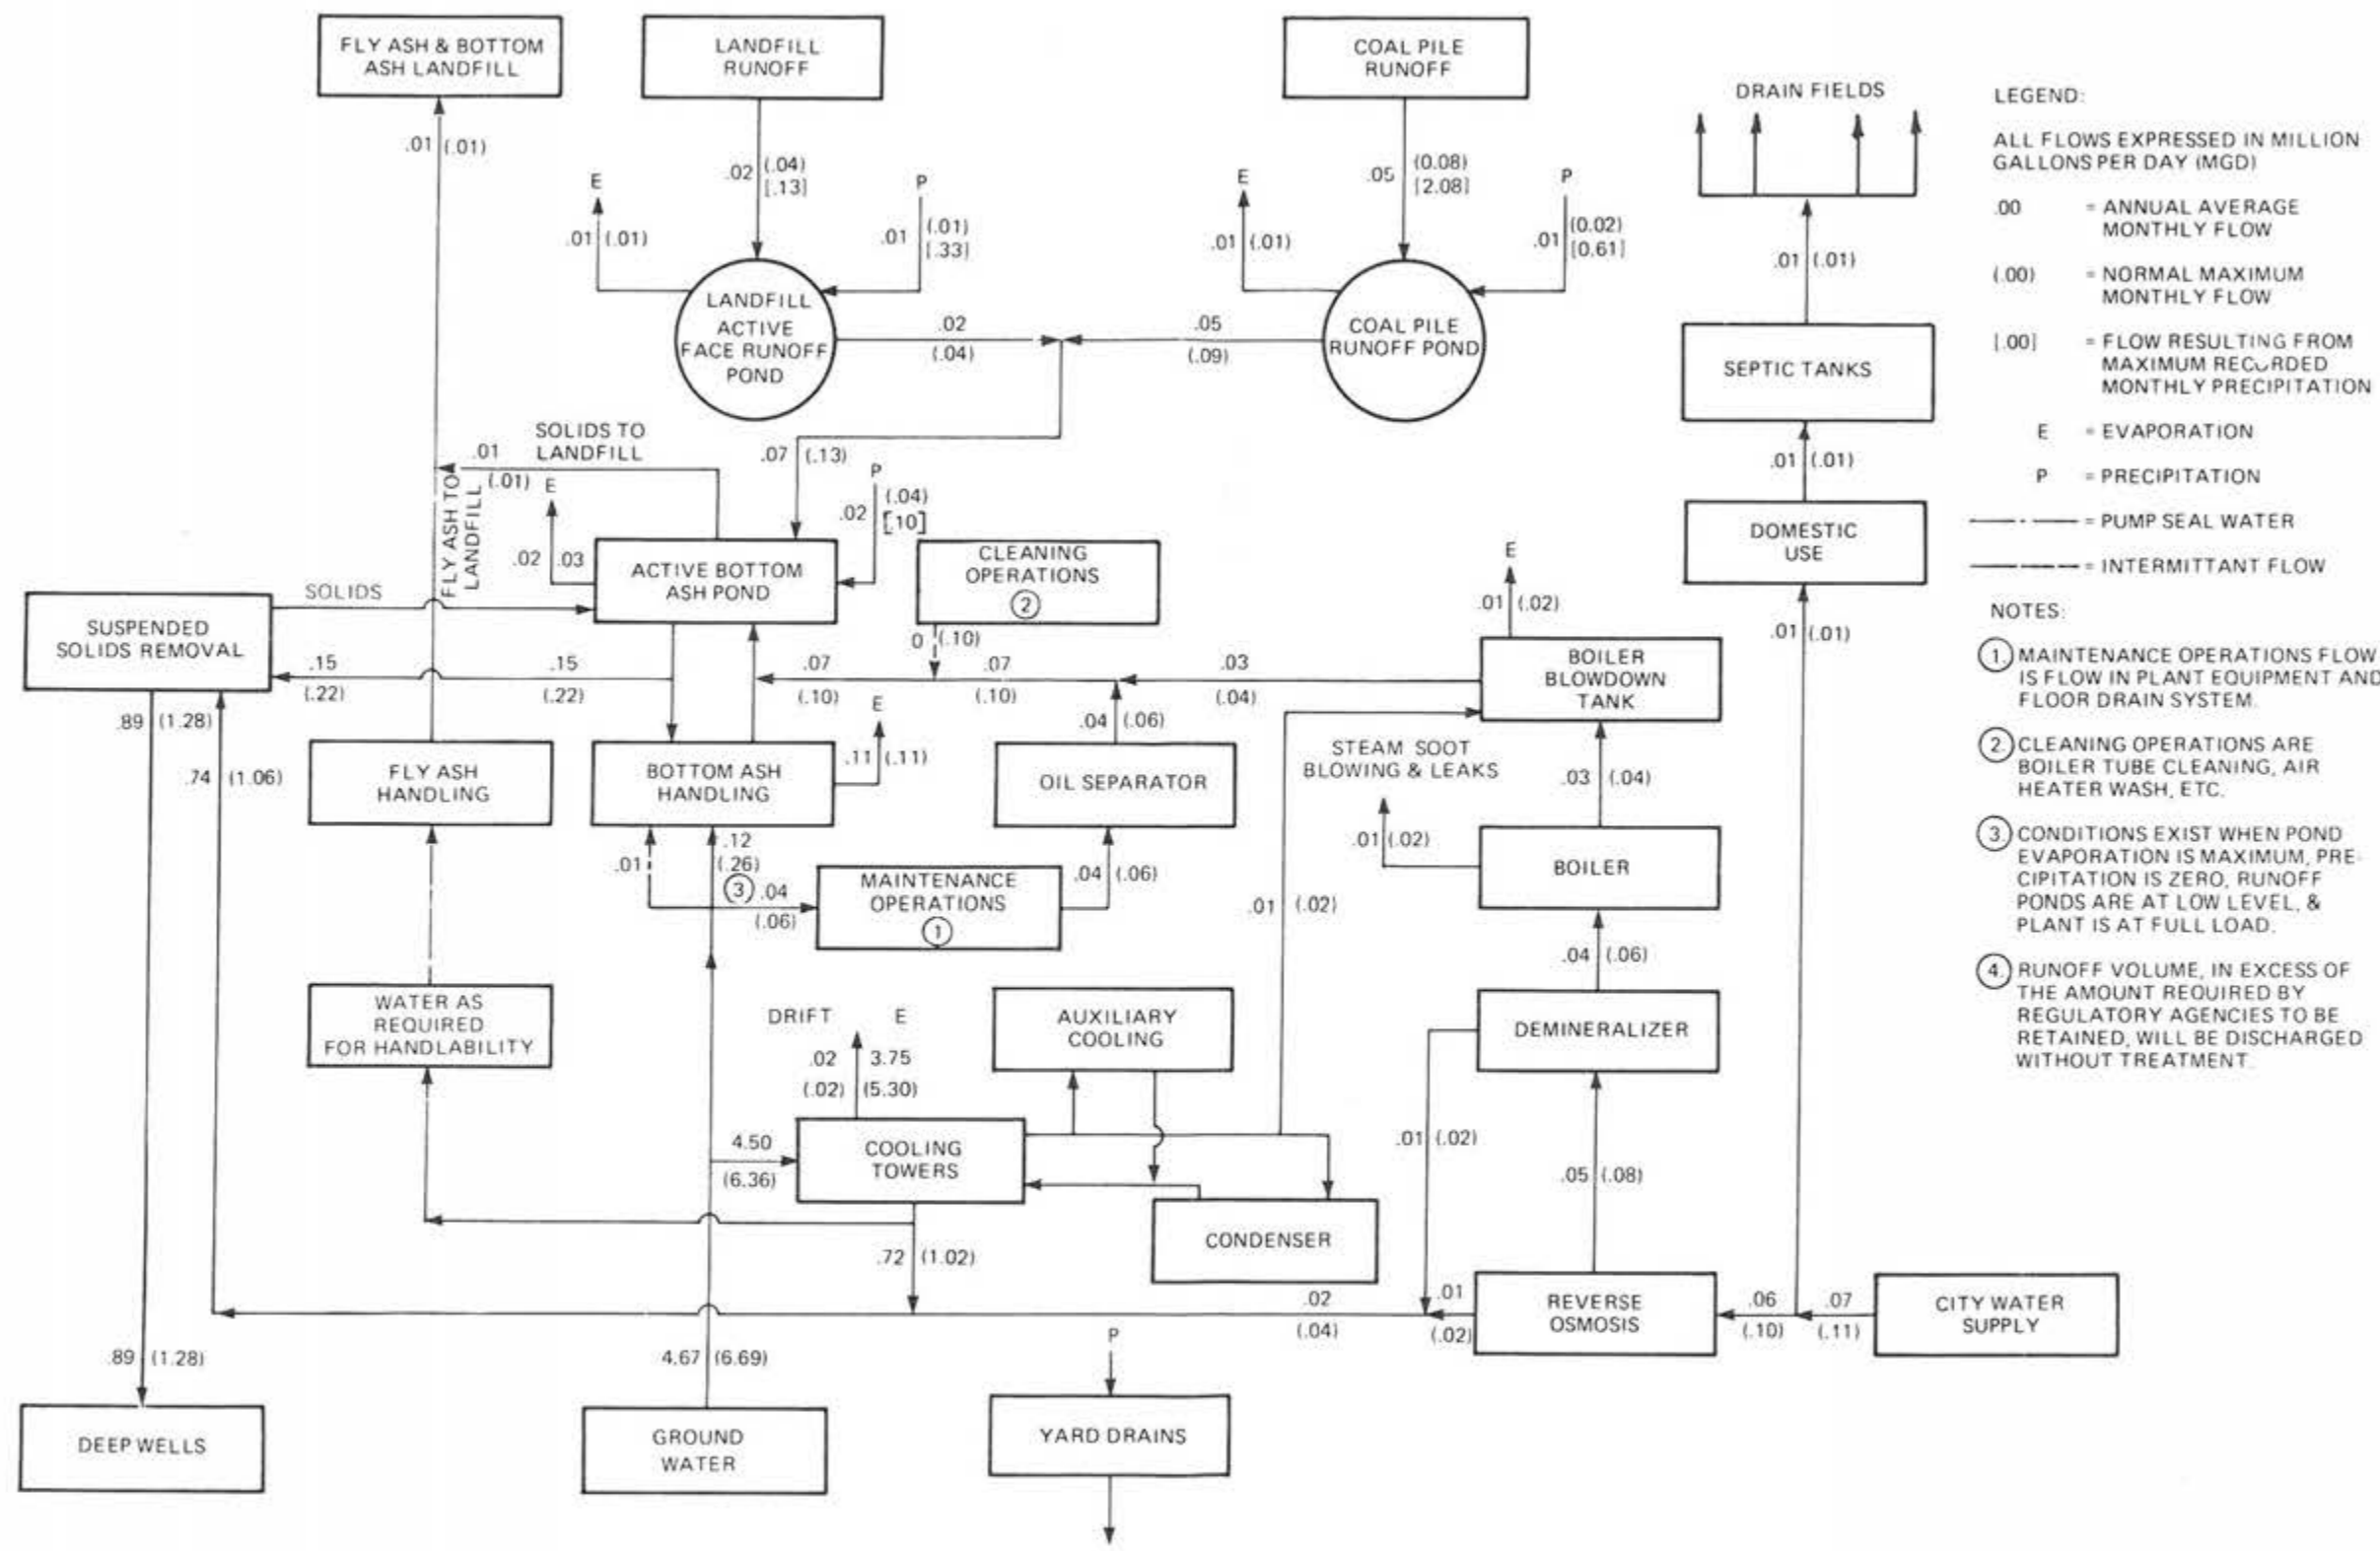 FLY ASH & BOTTOM
ASH LANDFILL
LANDFILL
RUNOFF
COAL PILE
RUNOFF
DRAIN FIELDS
.01 (.01)
.02 (.04)
[.13]
E
.01 (.01)
P
.01 (.01)
[.33]
.05 (0.08)
[2.08]
E
.01 (.01)
P
.01 (0.02)
[0.61]
.01 (.01)
LANDFILL
ACTIVE
FACE RUNOFF
POND
.02
(.04)
.05
(.09)
COAL PILE
RUNOFF POND
SEPTIC TANKS
SOLIDS TO
LANDFILL
.01
(.01)
.07 (.13)
.01 (.01)
FLY ASH TO
LANDFILL
E
.02 .03
P
.02 (.04)
[.10]
ACTIVE BOTTOM
ASH POND
CLEANING
OPERATIONS
2
DOMESTIC
USE
SOLIDS
SUSPENDED
SOLIDS REMOVAL
0 (.10)
E
.01 (.02)
.01 (.01)
BOILER
BLOWDOWN
TANK
.15
(.22)
.15
(.22)
.07
(.10)
.07
(.10)
.03
(.04)
.89 (1.28)
.74 (1.06)
FLY ASH
HANDLING
BOTTOM ASH
HANDLING
E
.11 (.11)
.04 (.06)
OIL SEPARATOR
STEAM SOOT
BLOWING & LEAKS
.03 (.04)
.01 (.02)
BOILER
.01
.12
(.26)
3 .04
(.06)
MAINTENANCE
OPERATIONS
1
.04 (.06)
.01 (.02)
.04 (.06)
WATER AS
REQUIRED
FOR HANDLABILITY
DRIFT E
.02 3.75
(.02) (5.30)
AUXILIARY
COOLING
DEMINERALIZER
4.50
(6.36)
COOLING
TOWERS
.01 (.02)
.05 (.08)
CONDENSER
.72 (1.02)
.02
(.04)
.01
(.02)
REVERSE
OSMOSIS
.06
(.10)
.07
(.11)
CITY WATER
SUPPLY
.89 (1.28)
4.67 (6.69)
P
DEEP WELLS
GROUND
WATER
YARD DRAINS
LEGEND:
ALL FLOWS EXPRESSED IN MILLION
GALLONS PER DAY (MGD)
.00 = ANNUAL AVERAGE
MONTHLY FLOW
(.00) = NORMAL MAXIMUM
MONTHLY FLOW
[.00] = FLOW RESULTING FROM
MAXIMUM RECORDED
MONTHLY PRECIPITATION
E = EVAPORATION
P = PRECIPITATION
= PUMP SEAL WATER
= INTERMITTANT FLOW
NOTES:
1. MAINTENANCE OPERATIONS FLOW
IS FLOW IN PLANT EQUIPMENT AND
FLOOR DRAIN SYSTEM.
2. CLEANING OPERATIONS ARE
BOILER TUBE CLEANING, AIR
HEATER WASH, ETC.
3. CONDITIONS EXIST WHEN POND
EVAPORATION IS MAXIMUM, PRE-
CIPITATION IS ZERO, RUNOFF
PONDS ARE AT LOW LEVEL, &
PLANT IS AT FULL LOAD.
4. RUNOFF VOLUME, IN EXCESS OF
THE AMOUNT REQUIRED BY
REGULATORY AGENCIES TO BE
RETAINED, WILL BE DISCHARGED
WITHOUT TREATMENT.